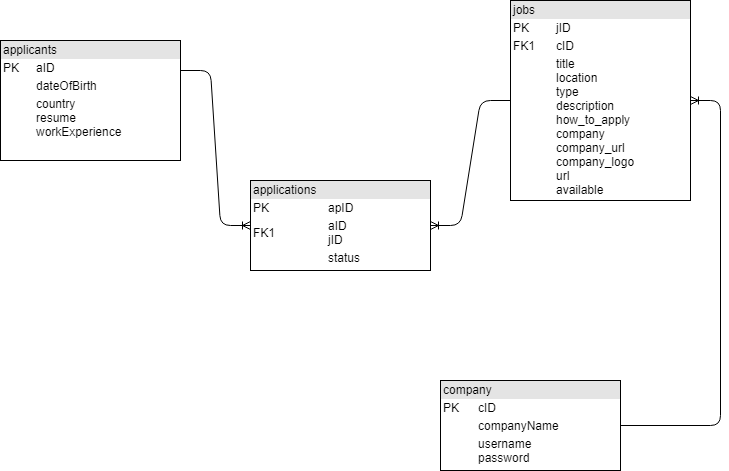 applicants
PK aID
dateOfBirth
country
resume
workExperience
jobs
PK jID
FK1 cID
title
location
type
description
how_to_apply
company
company_url
company_logo
url
available
applications
PK apID
FK1 aID
jID
status
company
PK cID
companyName
username
password